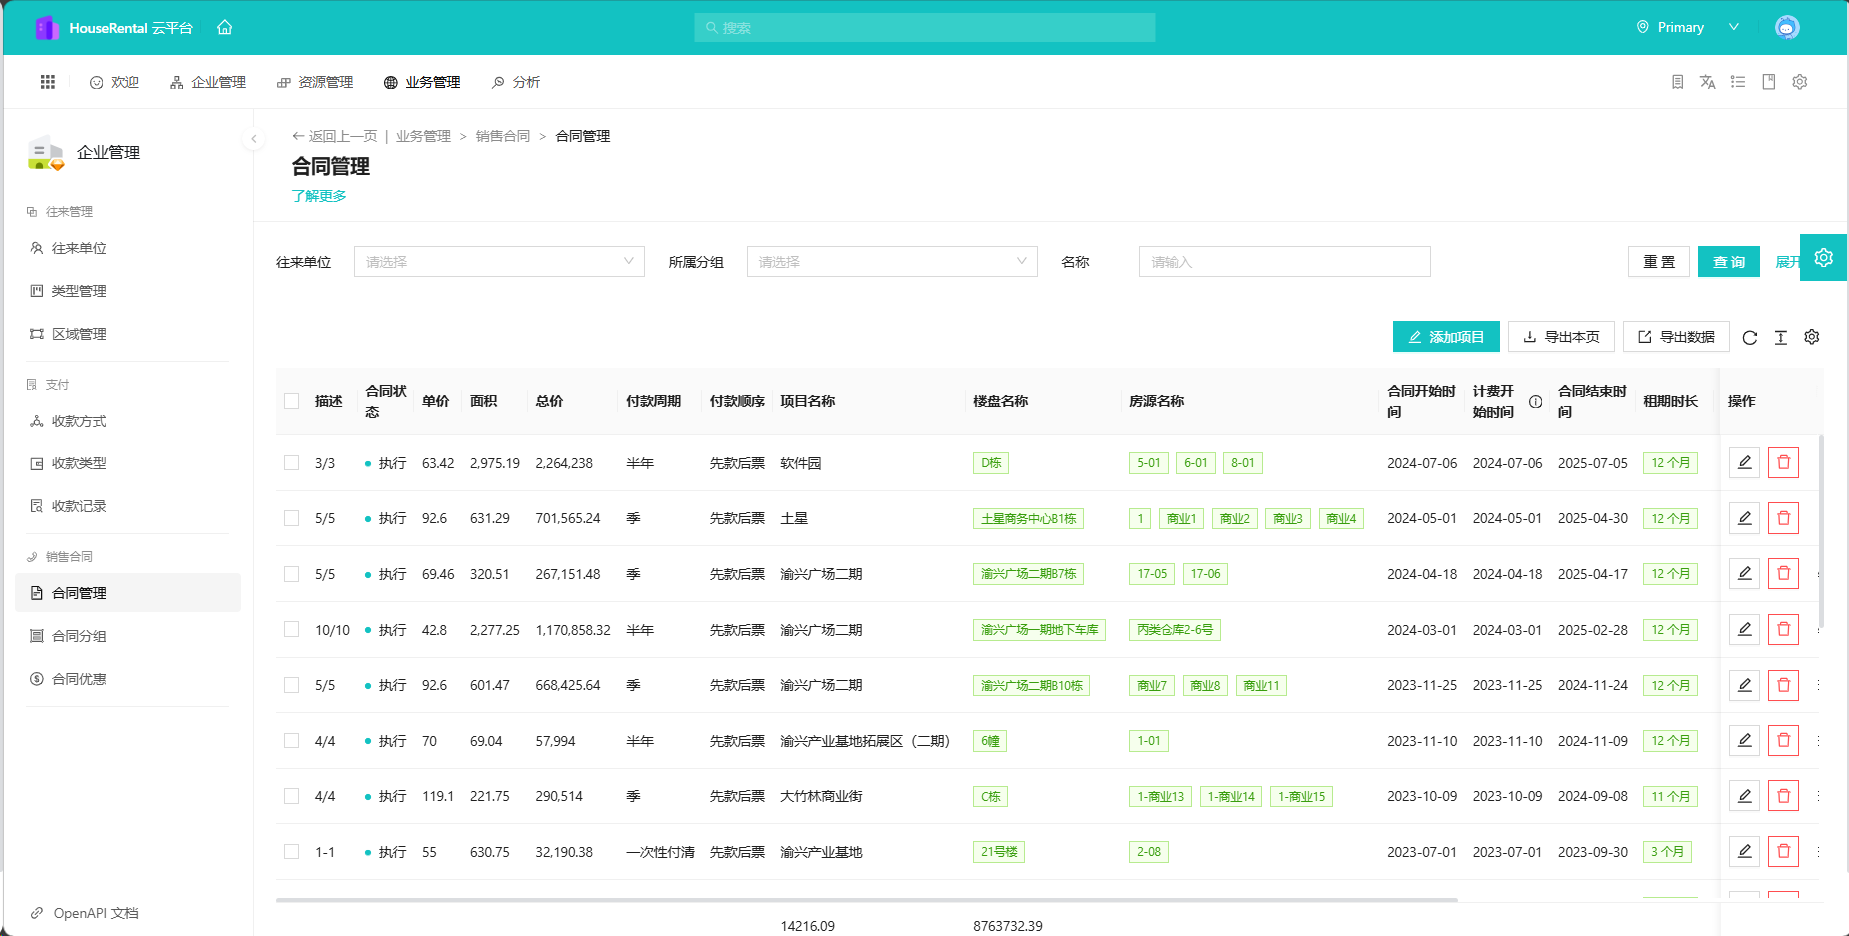 HouseRental 云平台
搜索
Primary
欢迎
企业管理
资源管理
业务管理
分析
企业管理
往来管理
往来单位
类型管理
区域管理
支付
收款方式
收款类型
收款记录
销售合同
合同管理
合同分组
合同优惠
OpenAPI 文档
返回上一页 | 业务管理 > 销售合同 > 合同管理
合同管理
了解更多
往来单位 请选择 所属分组 请选择 名称 请输入 重 置 查 询 展开
添加项目 导出本页 导出数据
描述 合同状态 单价 面积 总价 付款周期 付款顺序 项目名称 楼盘名称 房源名称 合同开始时间 计费开始时间 合同结束时间 租期时长 操作
3/3 执行 63.42 2,975.19 2,264,238 半年 先款后票 软件园 D栋 5-01 6-01 8-01 2024-07-06 2024-07-06 2025-07-05 12 个月
5/5 执行 92.6 631.29 701,565.24 季 先款后票 土星 土星商务中心B1栋 1 商业1 商业2 商业3 商业4 2024-05-01 2024-05-01 2025-04-30 12 个月
5/5 执行 69.46 320.51 267,151.48 季 先款后票 渝兴广场二期 渝兴广场二期B7栋 17-05 17-06 2024-04-18 2024-04-18 2025-04-17 12 个月
10/10 执行 42.8 2,277.25 1,170,858.32 半年 先款后票 渝兴广场二期 渝兴广场一期地下车库 丙类仓库2-6号 2024-03-01 2024-03-01 2025-02-28 12 个月
5/5 执行 92.6 601.47 668,425.64 季 先款后票 渝兴广场二期 渝兴广场二期B10栋 商业7 商业8 商业11 2023-11-25 2023-11-25 2024-11-24 12 个月
4/4 执行 70 69.04 57,994 半年 先款后票 渝兴产业基地拓展区（二期） 6幢 1-01 2023-11-10 2023-11-10 2024-11-09 12 个月
4/4 执行 119.1 221.75 290,514 季 先款后票 大竹林商业街 C栋 1-商业13 1-商业14 1-商业15 2023-10-09 2023-10-09 2024-09-08 11 个月
1-1 执行 55 630.75 32,190.38 一次性付清 先款后票 渝兴产业基地 21号楼 2-08 2023-07-01 2023-07-01 2023-09-30 3 个月
14216.09 8763732.39